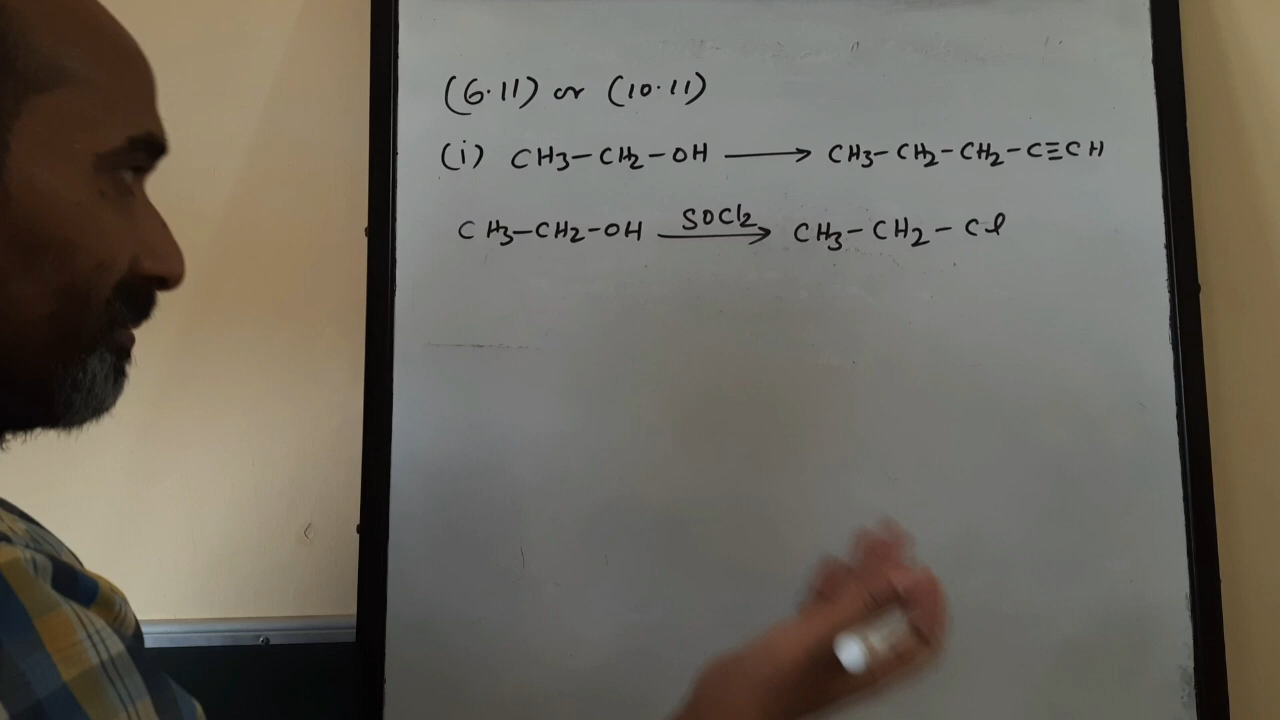 (6.11) or (10.11)
(i) CH3-CH2-OH ⟶ CH3-CH2-CH2-C≡CH
CH3-CH2-OH SOCl2⟶ CH3-CH2-Cl